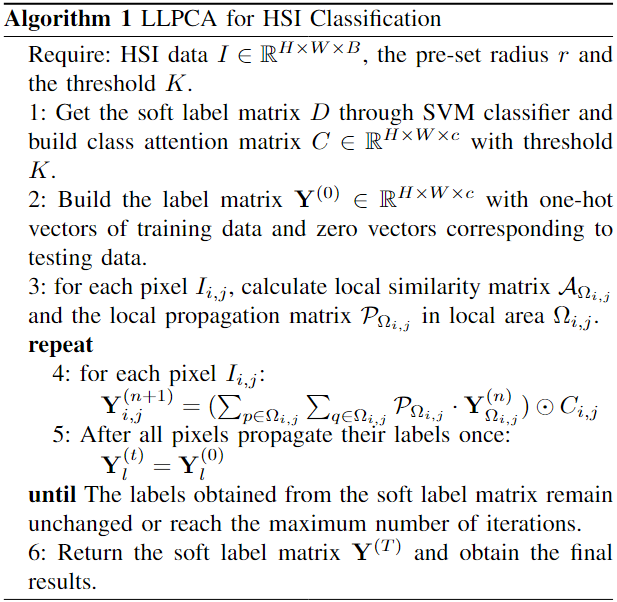 Algorithm 1 LLPCA for HSI Classification
Require: HSI data $I \in \mathbb{R}^{H \times W \times B}$, the pre-set radius $r$ and
the threshold $K$.
1: Get the soft label matrix $D$ through SVM classifier and
build class attention matrix $C \in \mathbb{R}^{H \times W \times c}$ with threshold
$K$.
2: Build the label matrix $\mathbf{Y}^{(0)} \in \mathbb{R}^{H \times W \times c}$ with one-hot
vectors of training data and zero vectors corresponding to
testing data.
3: for each pixel $I_{i,j}$, calculate local similarity matrix $\mathcal{A}_{\Omega_{i,j}}$
and the local propagation matrix $\mathcal{P}_{\Omega_{i,j}}$ in local area $\Omega_{i,j}$.
repeat
4: for each pixel $I_{i,j}$:
$\mathbf{Y}_{i,j}^{(n+1)} = (\sum_{p \in \Omega_{i,j}} \sum_{q \in \Omega_{i,j}} \mathcal{P}_{\Omega_{i,j}} \cdot \mathbf{Y}_{\Omega_{i,j}}^{(n)}) \odot C_{i,j}$
5: After all pixels propagate their labels once:
$\mathbf{Y}_l^{(t)} = \mathbf{Y}_l^{(0)}$
until The labels obtained from the soft label matrix remain
unchanged or reach the maximum number of iterations.
6: Return the soft label matrix $\mathbf{Y}^{(T)}$ and obtain the final
results.